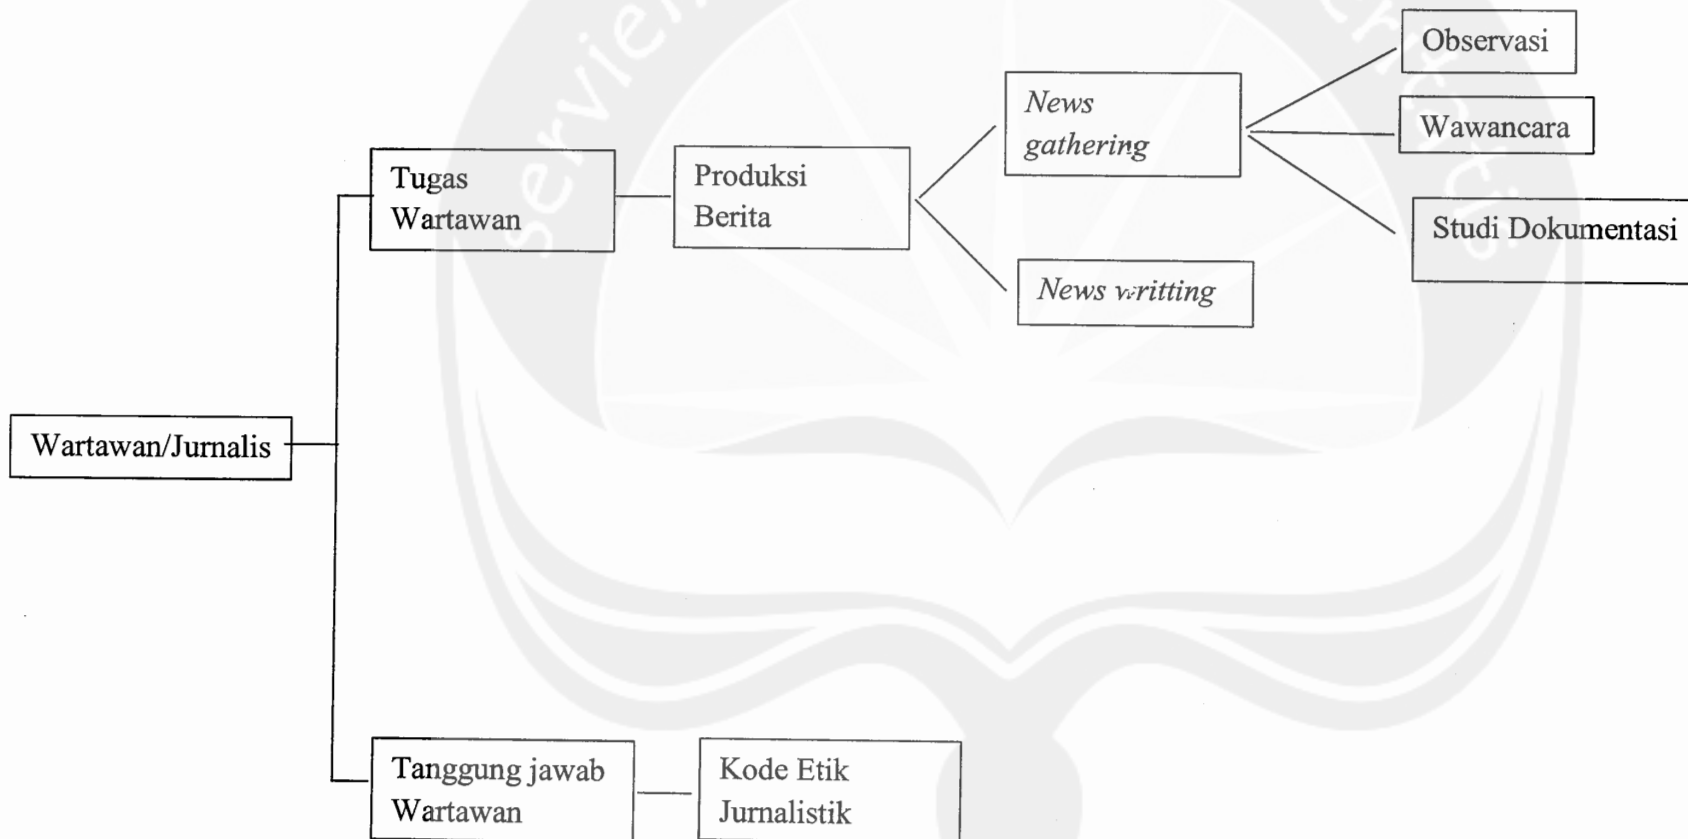 Observasi
News
gathering
Wawancara
Tugas
Wartawan
Produksi
Berita
Studi Dokumentasi
News writting
Wartawan/Jurnalis
Tanggung jawab
Wartawan
Kode Etik
Jurnalistik